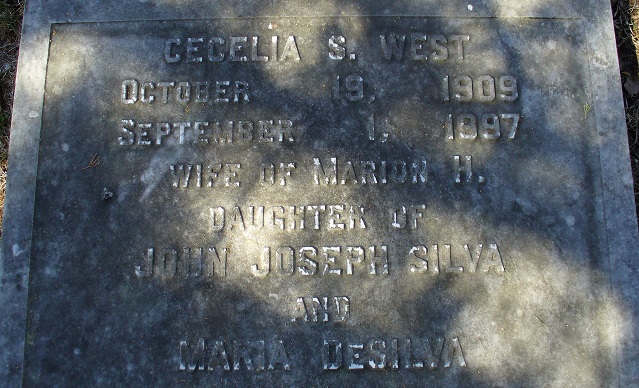 CECELIA S. WEST
OCTOBER 19, 1909
SEPTEMBER 1, 1997
WIFE OF MARION H.
DAUGHTER OF
JOHN JOSEPH SILVA
AND
MARIA DESILVA